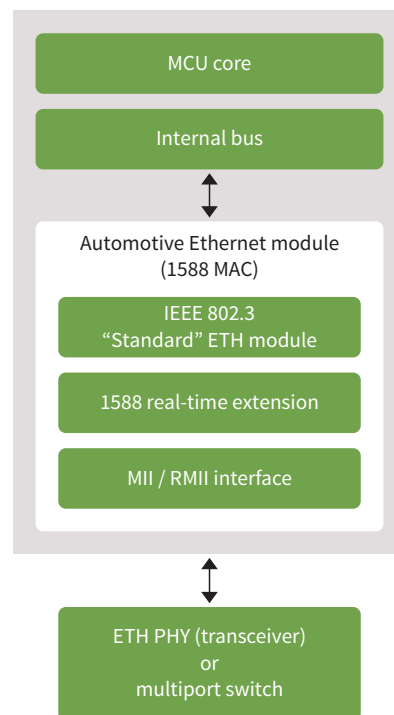 MCU core
Internal bus
Automotive Ethernet module
(1588 MAC)
IEEE 802.3
“Standard” ETH module
1588 real-time extension
MII / RMII interface
ETH PHY (transceiver)
or
multiport switch